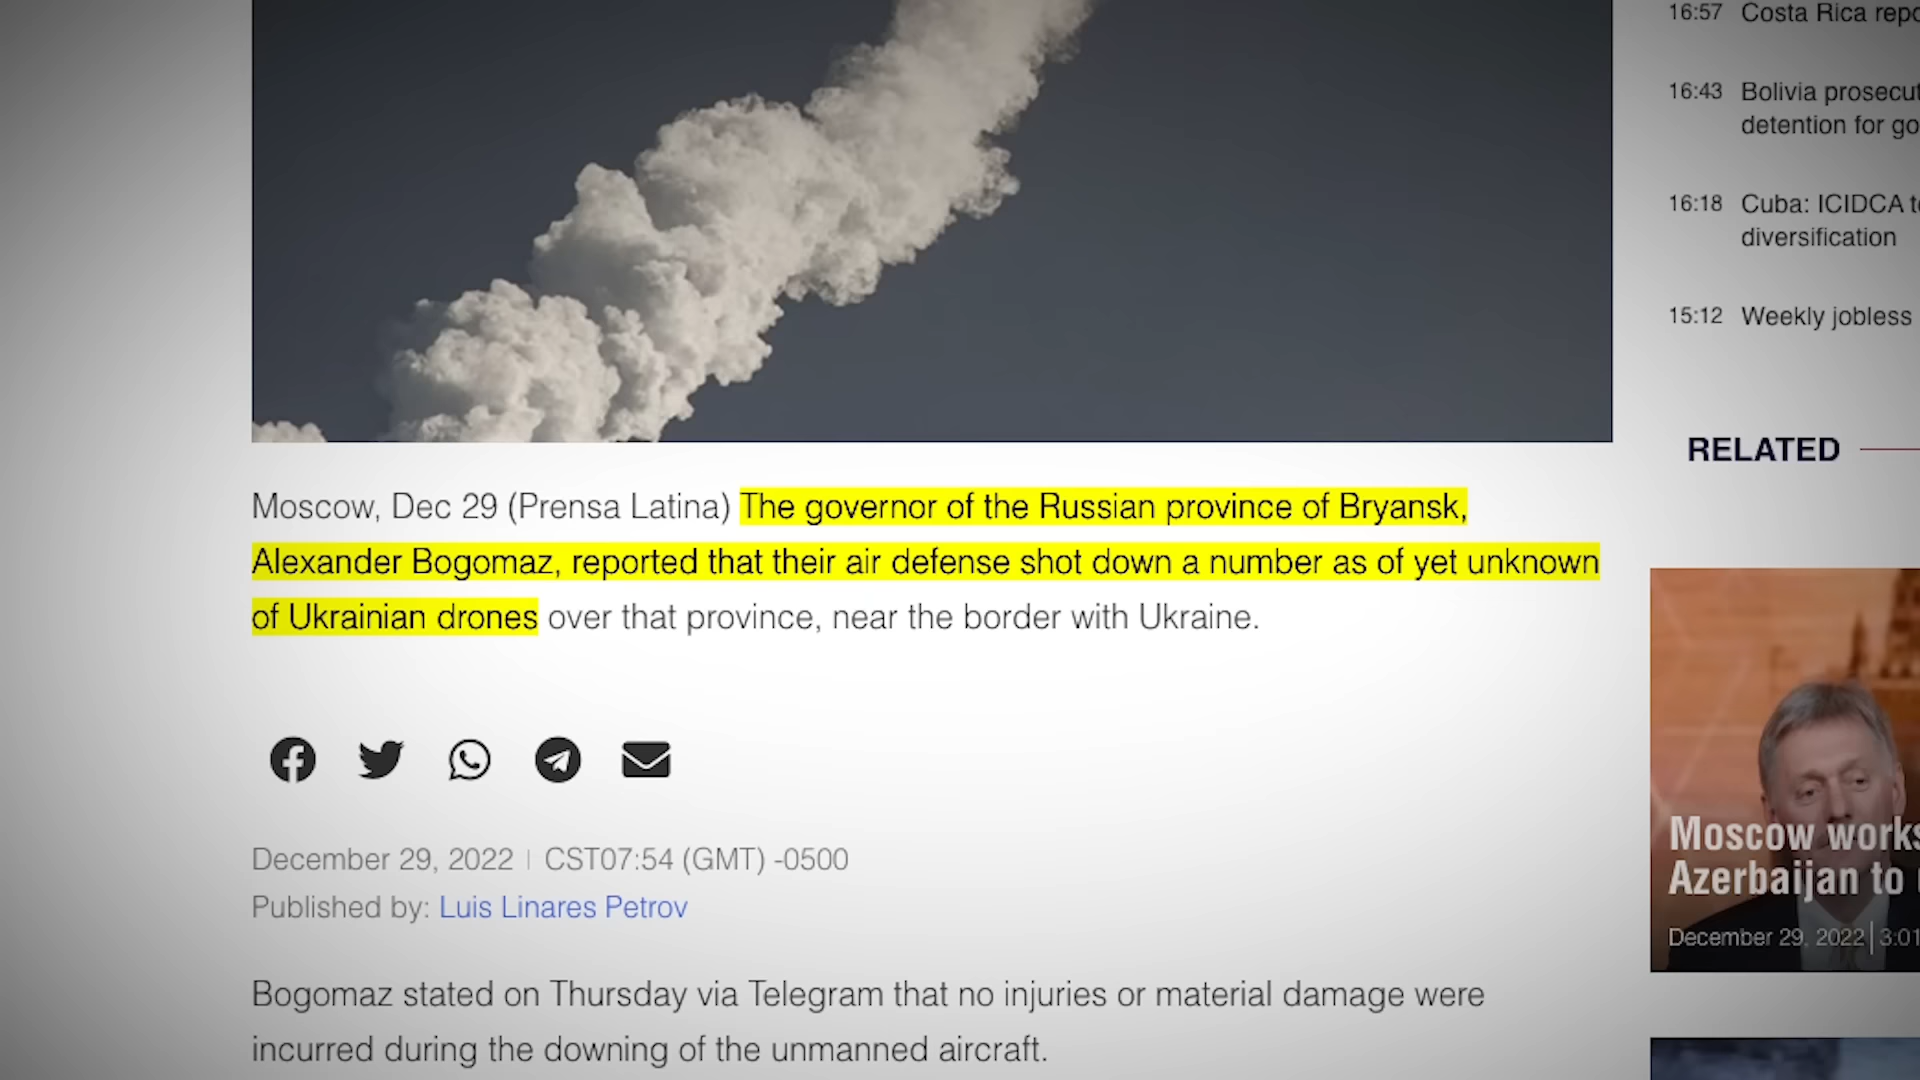 Moscow, Dec 29 (Prensa Latina) The governor of the Russian province of Bryansk,
Alexander Bogomaz, reported that their air defense shot down a number as of yet unknown
of Ukrainian drones over that province, near the border with Ukraine.
December 29, 2022 | CST07:54 (GMT) -0500
Published by: Luis Linares Petrov
Bogomaz stated on Thursday via Telegram that no injuries or material damage were
incurred during the downing of the unmanned aircraft.
16:57 Costa Rica
16:43 Bolivia
detention for
16:18 Cuba: ICIDCA
diversification
15:12 Weekly jobless
RELATED
Moscow works
Azerbaijan to
December 29, 2022 | 3:01